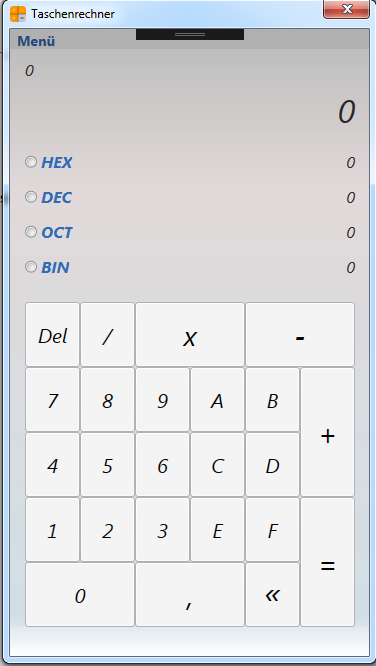 Taschenrechner
Menü
0
0
HEX 0
DEC 0
OCT 0
BIN 0
Del / x -
7 8 9 A B
+
4 5 6 C D
1 2 3 E F
=
0 , «